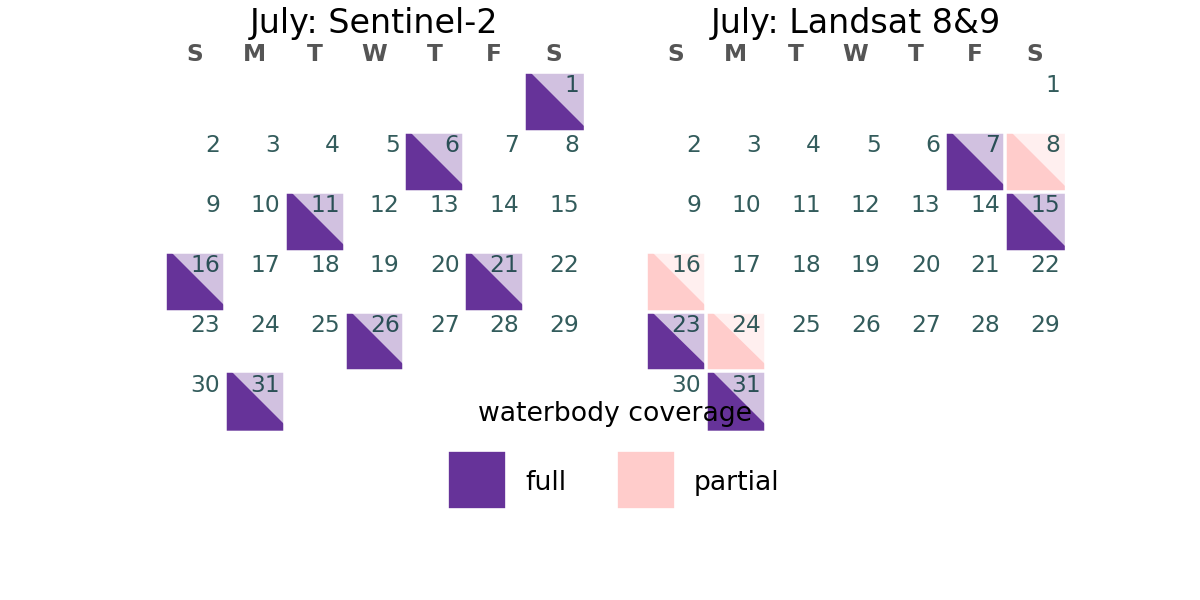 July: Sentinel-2
S M T W T F S
1
2 3 4 5 6 7 8
9 10 11 12 13 14 15
16 17 18 19 20 21 22
23 24 25 26 27 28 29
30 31
July: Landsat 8&9
S M T W T F S
1
2 3 4 5 6 7 8
9 10 11 12 13 14 15
16 17 18 19 20 21 22
23 24 25 26 27 28 29
30 31
waterbody coverage
full partial